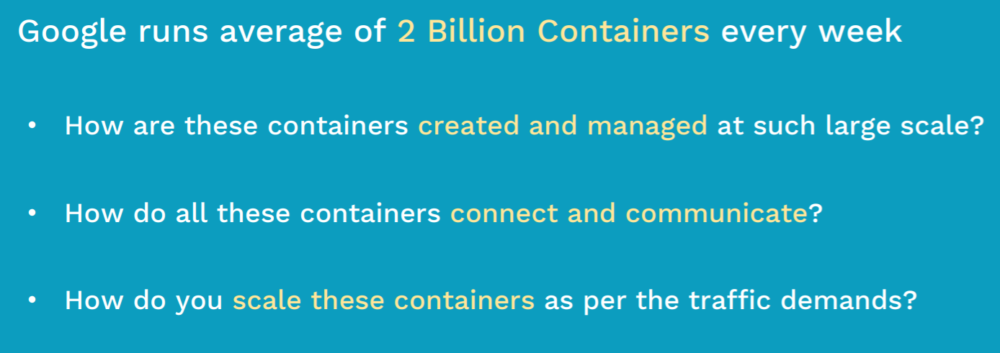 Google runs average of 2 Billion Containers every week
• How are these containers created and managed at such large scale?
• How do all these containers connect and communicate?
• How do you scale these containers as per the traffic demands?